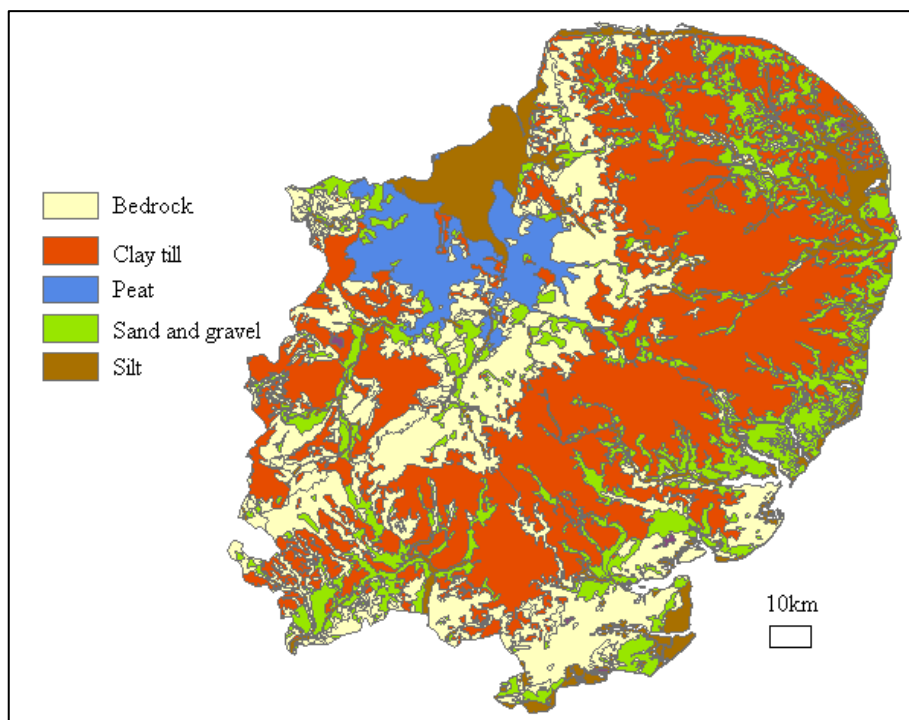 Bedrock
Clay till
Peat
Sand and gravel
Silt
10km